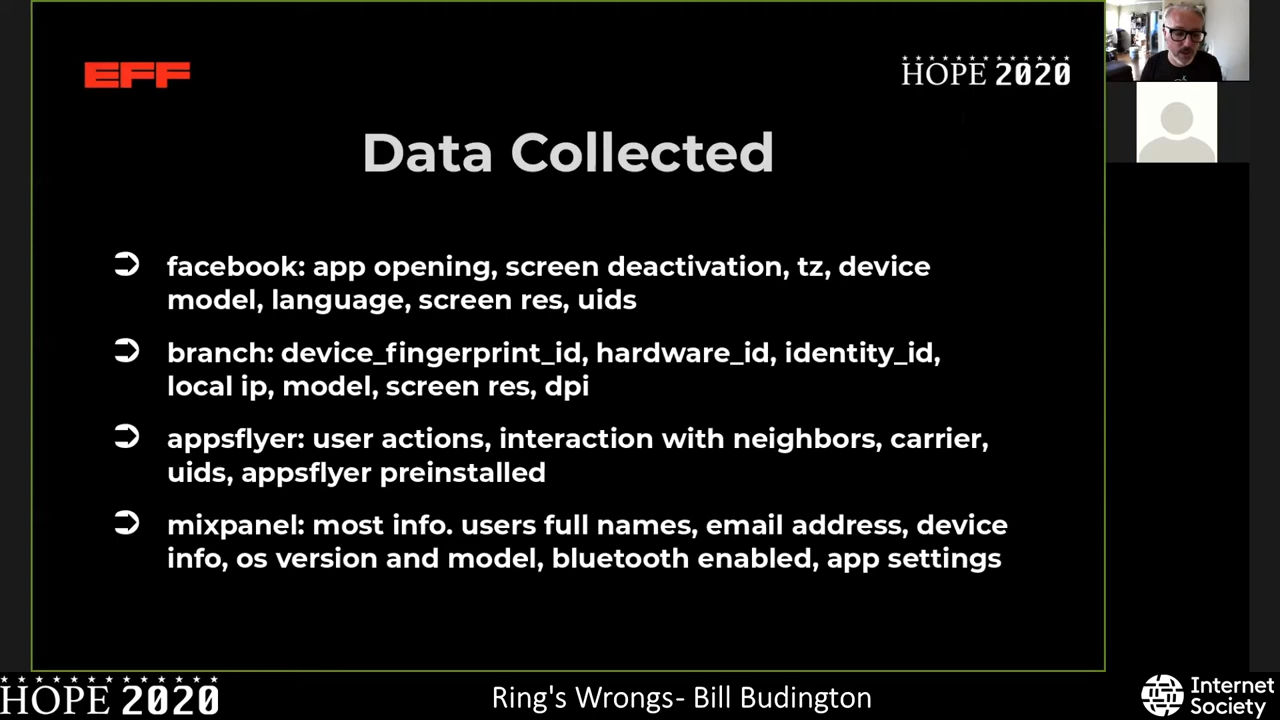 EFF
HOPE 2020
Data Collected
facebook: app opening, screen deactivation, tz, device
model, language, screen res, uids
branch: device_fingerprint_id, hardware_id, identity_id,
local ip, model, screen res, dpi
appsflyer: user actions, interaction with neighbors, carrier,
uids, appsflyer preinstalled
mixpanel: most info. users full names, email address, device
info, os version and model, bluetooth enabled, app settings
HOPE 2020
Ring's Wrongs- Bill Budington
Internet
Society